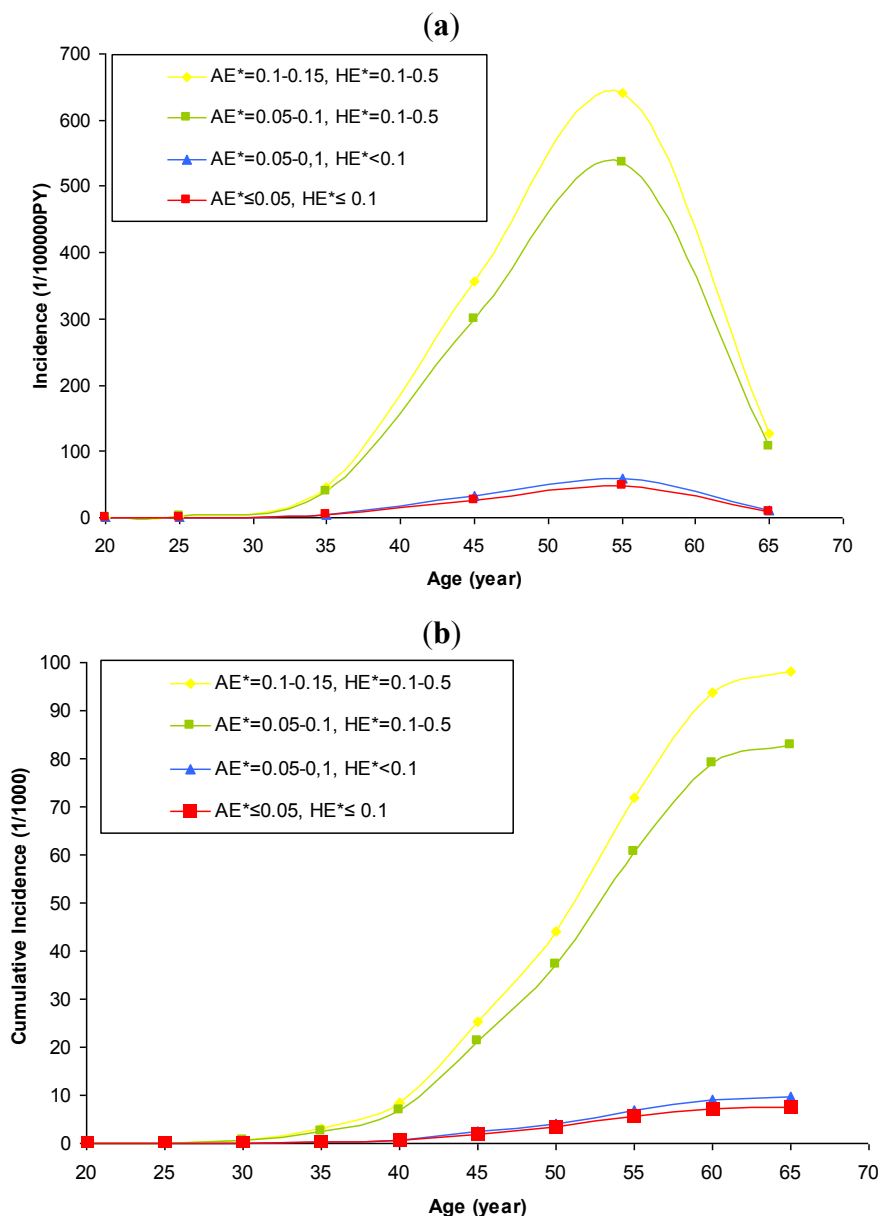 (a)
700
600
500
400
300
200
100
0
Incidence (1/100000PY)
AE*=0.1-0.15, HE*=0.1-0.5
AE*=0.05-0.1, HE*=0.1-0.5
AE*=0.05-0,1, HE*<0.1
AE*≤0.05, HE*≤ 0.1
20 25 30 35 40 45 50 55 60 65 70
Age (year)
(b)
100
90
80
70
60
50
40
30
20
10
0
Cumulative Incidence (1/1000)
AE*=0.1-0.15, HE*=0.1-0.5
AE*=0.05-0.1, HE*=0.1-0.5
AE*=0.05-0,1, HE*<0.1
AE*≤0.05, HE*≤ 0.1
20 25 30 35 40 45 50 55 60 65 70
Age (year)